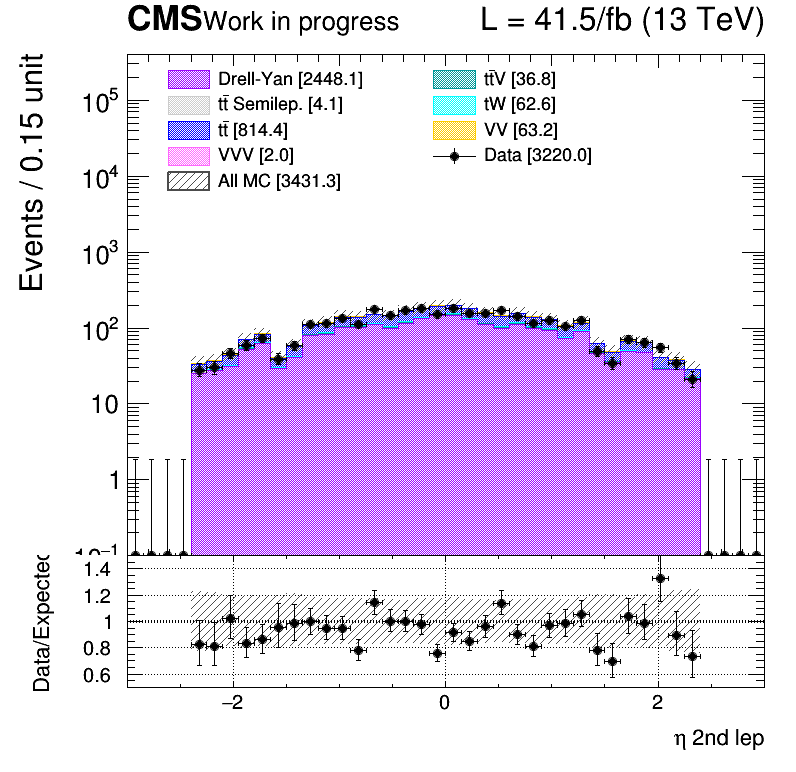 CMS Work in progress L = 41.5/fb (13 TeV)
Events / 0.15 unit
Drell-Yan [2448.1]
tt̄ Semilep. [4.1]
tt̄ [814.4]
VVV [2.0]
All MC [3431.3]
tt̄V [36.8]
tW [62.6]
VV [63.2]
Data [3220.0]
10⁵
10⁴
10³
10²
10
1
10⁻¹
Data/Expected
1.4
1.2
1
0.8
0.6
−2 0 2
η 2nd lep